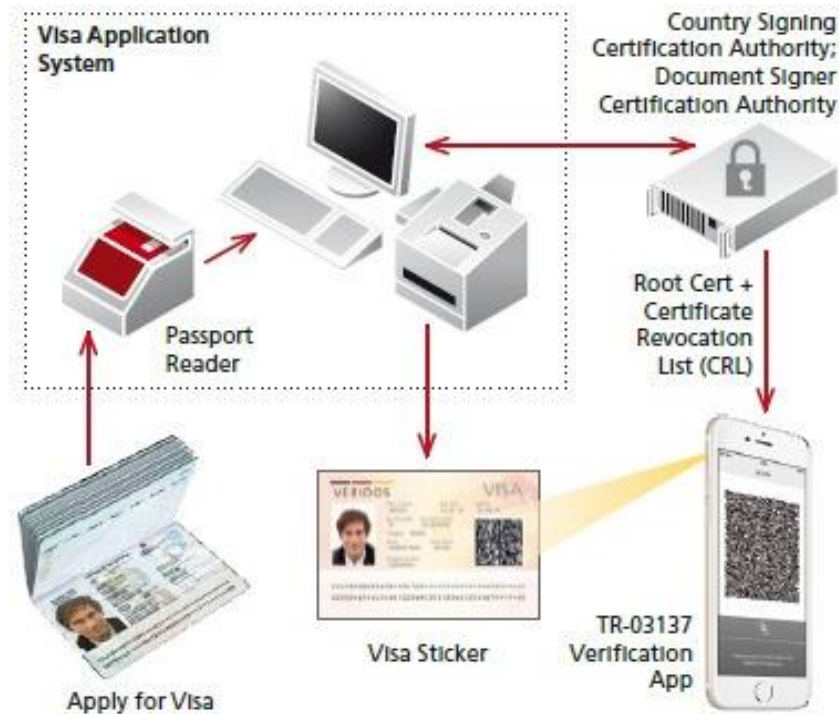 Visa Application
System
Country Signing
Certification Authority;
Document Signer
Certification Authority
Passport
Reader
Root Cert +
Certificate
Revocation
List (CRL)
VERIDOS
VISA
Visa Sticker
TR-03137
Verification
App
Apply for Visa